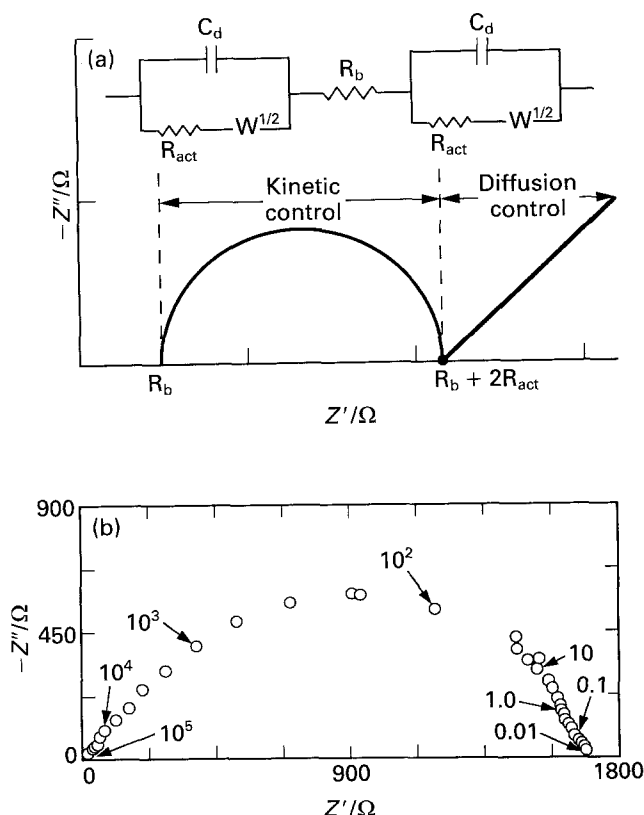 (a)
C_d
C_d
R_b
R_act
W^1/2
R_act
W^1/2
Kinetic
control
Diffusion
control
-Z″/Ω
R_b
R_b + 2R_act
Z′/Ω
(b)
900
450
0
-Z″/Ω
10^5
10^4
10^3
10^2
10
1.0
0.1
0.01
0
900
1800
Z′/Ω